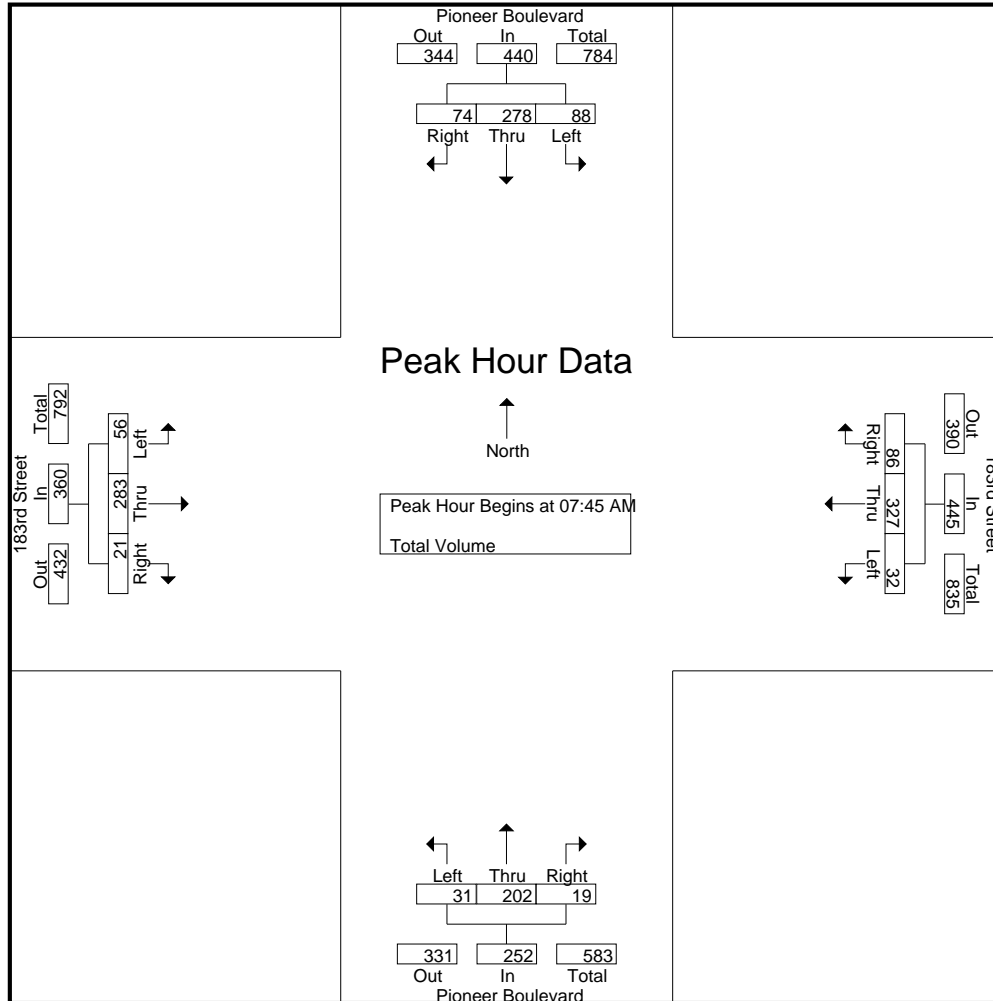 Pioneer Boulevard
Out In Total
344 440 784
74 278 88
Right Thru Left
Peak Hour Data
North
Peak Hour Begins at 07:45 AM
Total Volume
183rd Street
Total In Out
792 360 432
56 283 21
Left Thru Right
Right Thru Left
86 327 32
Out In Total
390 445 835
183rd Street
Left Thru Right
31 202 19
331 252 583
Out In Total
Pioneer Boulevard